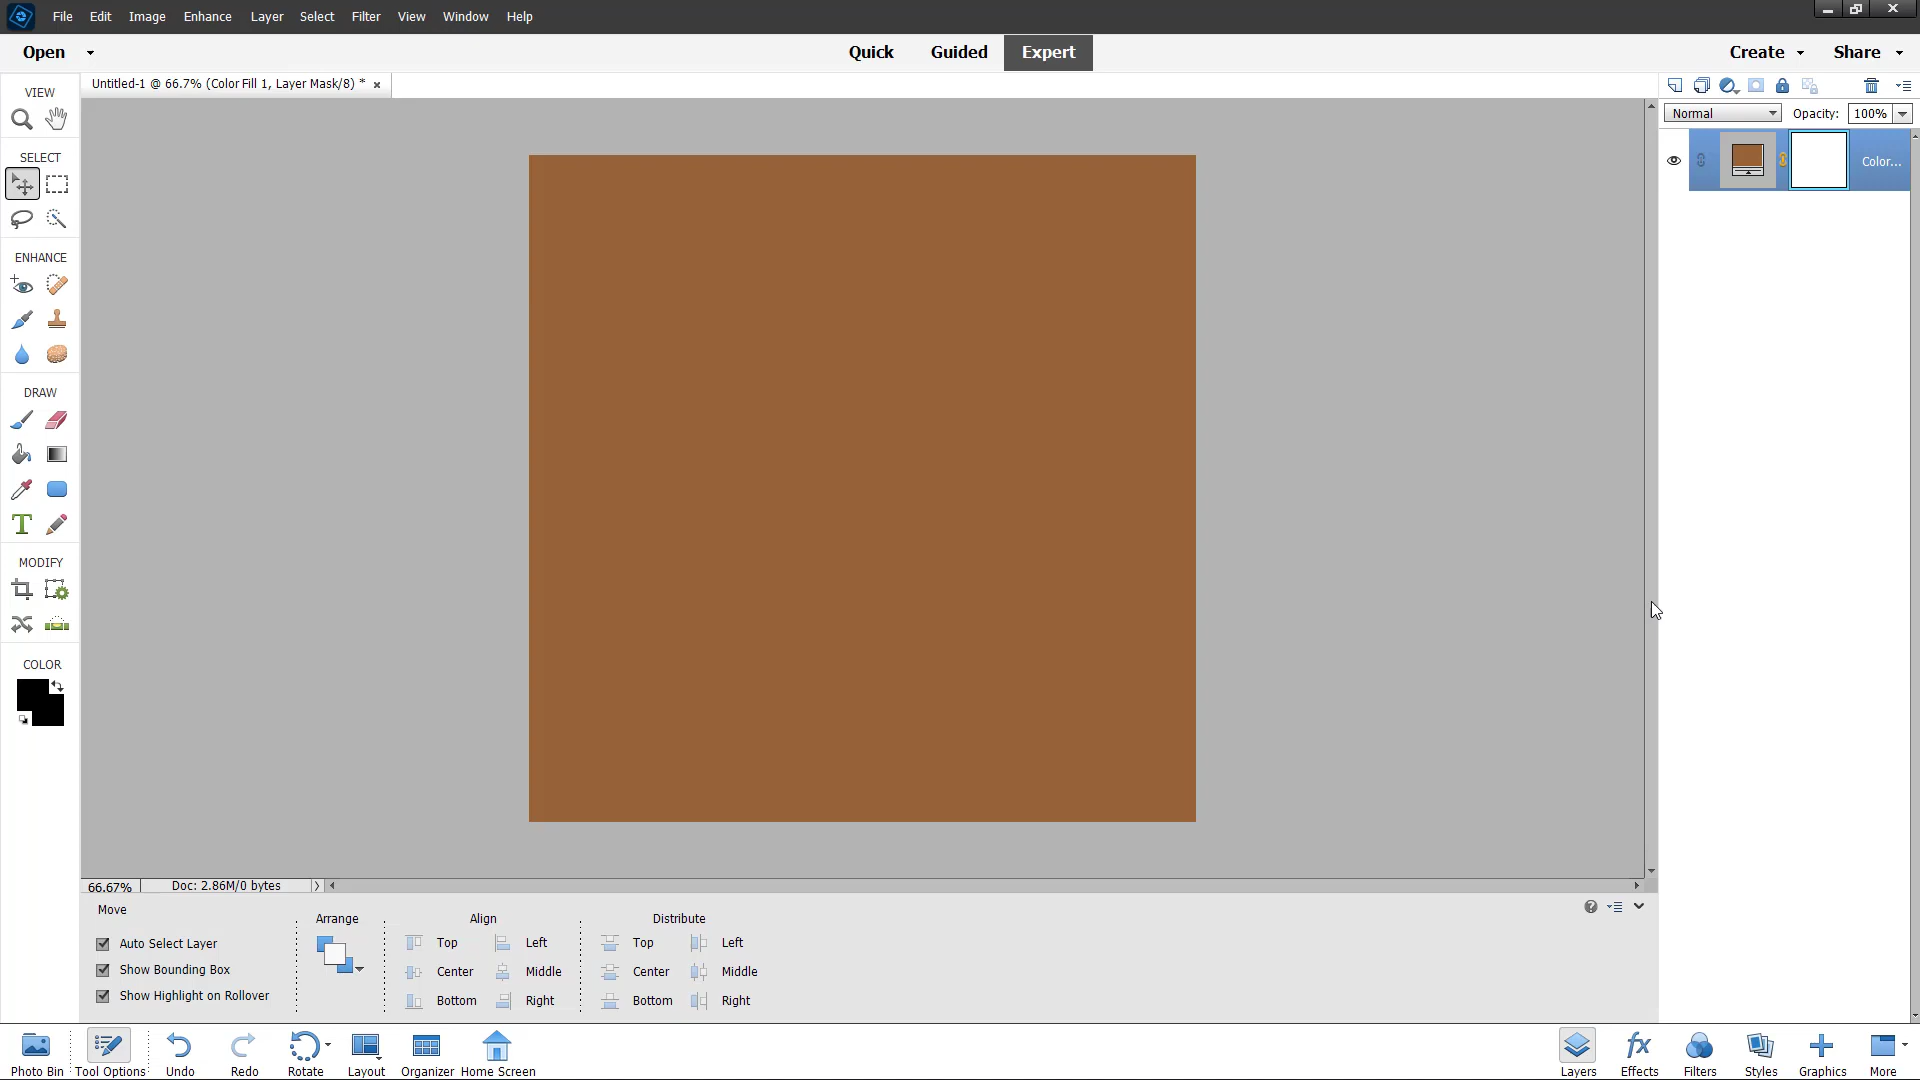 File Edit Image Enhance Layer Select Filter View Window Help
Open Quick Guided Expert Create Share
VIEW
Untitled-1 @ 66.7% (Color Fill 1, Layer Mask/8) * ×
Normal Opacity: 100%
SELECT
Color...
ENHANCE
DRAW
T
MODIFY
COLOR
66.67% Doc: 2.86M/0 bytes
Move
Arrange Align Distribute
Auto Select Layer Top Left Top Left
Show Bounding Box Center Middle Center Middle
Show Highlight on Rollover Bottom Right Bottom Right
fx
Photo Bin Tool Options Undo Redo Rotate Layout Organizer Home Screen Layers Effects Filters Styles Graphics More